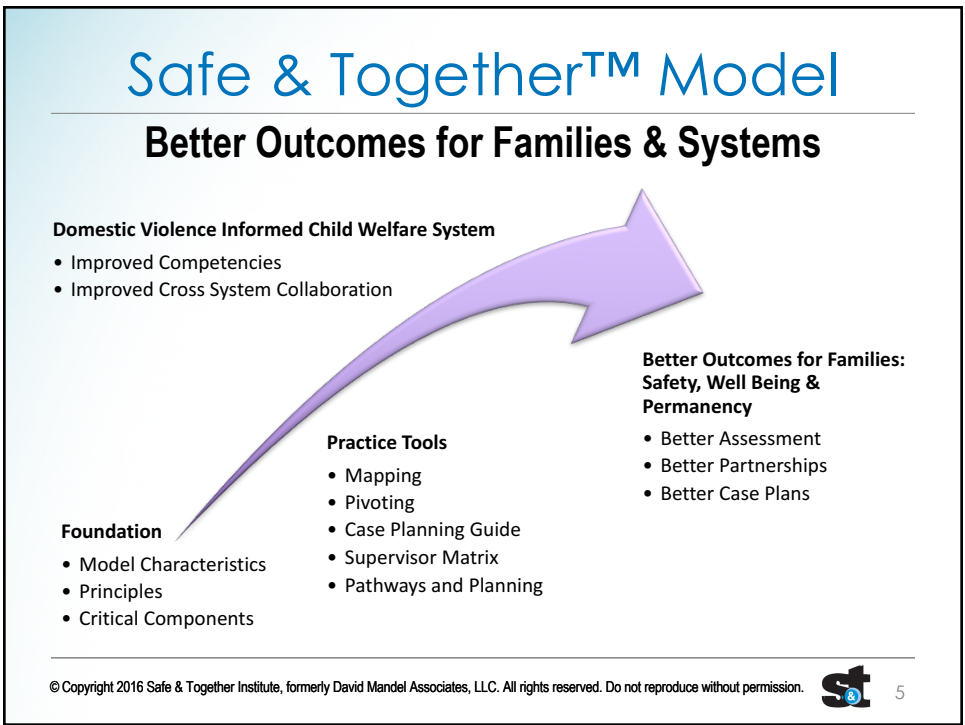 Safe & Together™ Model
Better Outcomes for Families & Systems
Domestic Violence Informed Child Welfare System
• Improved Competencies
• Improved Cross System Collaboration
Better Outcomes for Families:
Safety, Well Being &
Permanency
• Better Assessment
• Better Partnerships
• Better Case Plans
Practice Tools
• Mapping
• Pivoting
• Case Planning Guide
• Supervisor Matrix
• Pathways and Planning
Foundation
• Model Characteristics
• Principles
• Critical Components
© Copyright 2016 Safe & Together Institute, formerly David Mandel Associates, LLC. All rights reserved. Do not reproduce without permission.
s&t
5